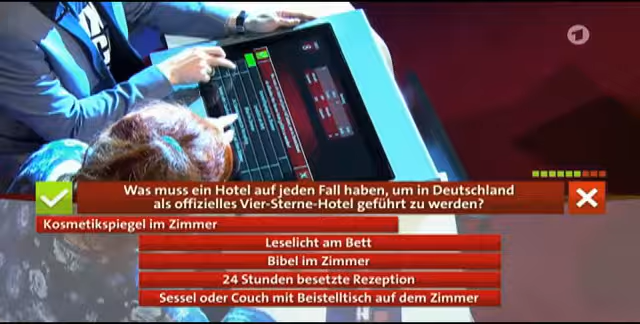 Was muss ein Hotel auf jeden Fall haben, um in Deutschland
als offizielles Vier-Sterne-Hotel geführt zu werden?
Kosmetikspiegel im Zimmer
Leselicht am Bett
Bibel im Zimmer
24 Stunden besetzte Rezeption
Sessel oder Couch mit Beistelltisch auf dem Zimmer